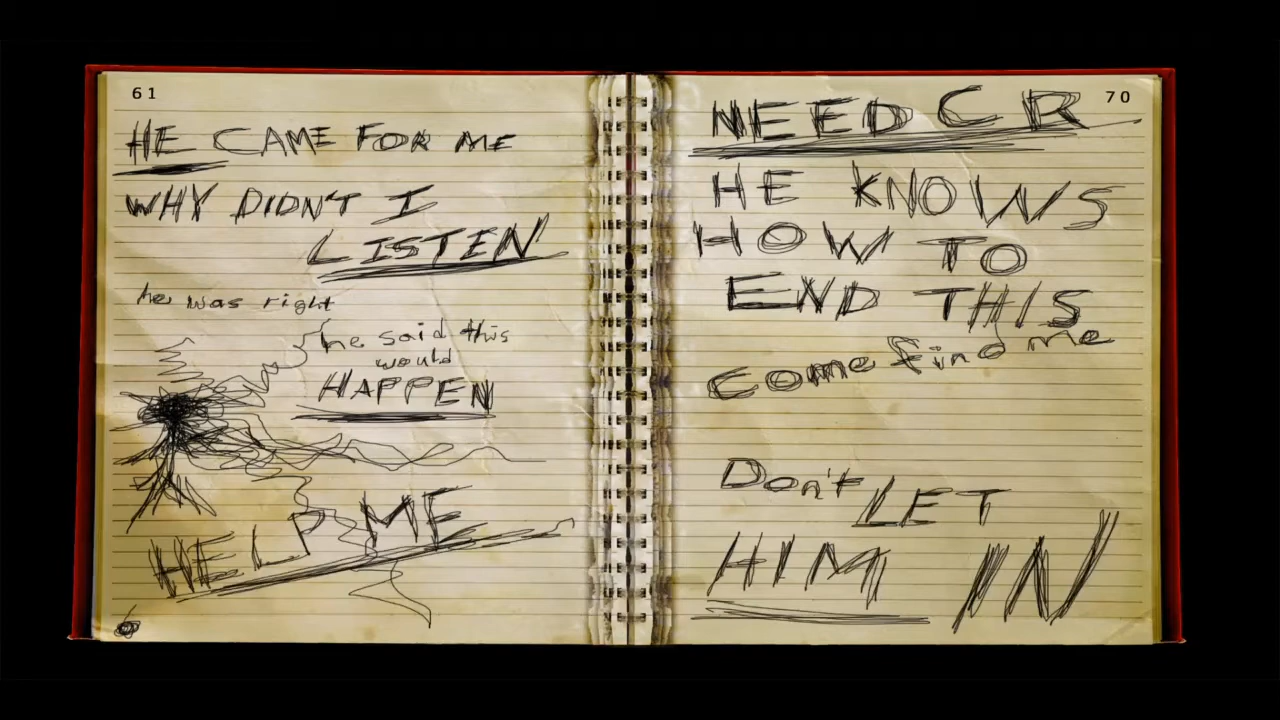 61
HE CAME FOR ME
WHY DIDN'T I
LISTEN
he was right
he said this
would
HAPPEN
HELP ME
70
NEED C R
HE KNOWS
HOW TO
END THIS
come find me
Don't LET
HIM IN